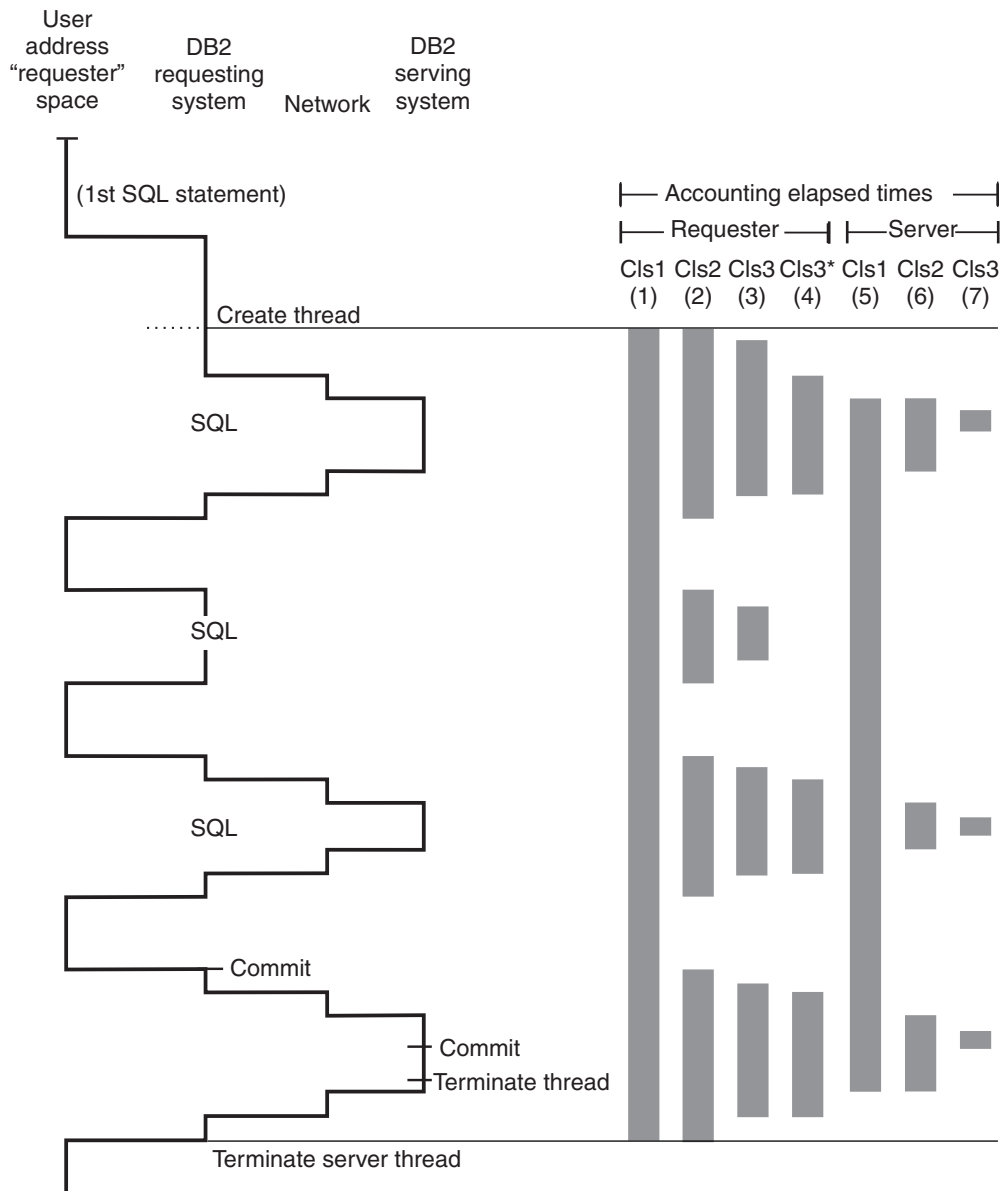 User
address
“requester”
space
DB2
requesting
system
Network
DB2
serving
system
(1st SQL statement)
Accounting elapsed times
Requester
Server
Cls1 Cls2 Cls3 Cls3* Cls1 Cls2 Cls3
(1) (2) (3) (4) (5) (6) (7)
Create thread
SQL
SQL
SQL
Commit
Commit
Terminate thread
Terminate server thread